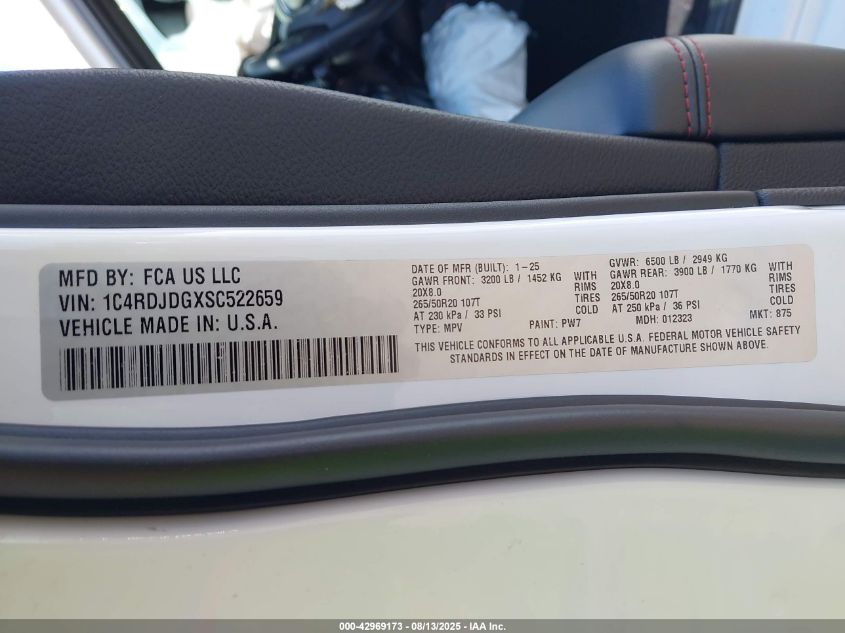 MFD BY: FCA US LLC
VIN: 1C4RDJDGXSC522659
VEHICLE MADE IN: U.S.A.
DATE OF MFR (BUILT): 1-25
GAWR FRONT: 3200 LB / 1452 KG WITH
20X8.0 RIMS
265/50R20 107T
AT 230 kPa / 33 PSI COLD
TYPE: MPV PAINT: PW7
GVWR: 6500 LB / 2949 KG
GAWR REAR: 3900 LB / 1770 KG WITH
20X8.0 RIMS
265/50R20 107T
AT 250 kPa / 36 PSI COLD
MDH: 012323 MKT: 875
THIS VEHICLE CONFORMS TO ALL APPLICABLE U.S.A. FEDERAL MOTOR VEHICLE SAFETY
STANDARDS IN EFFECT ON THE DATE OF MANUFACTURE SHOWN ABOVE.
000-42969173 - 08/13/2025 - IAA Inc.